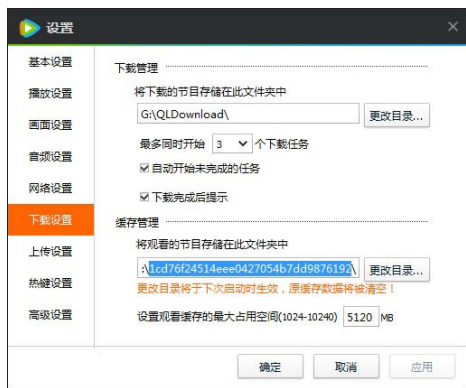 设置
基本设置
播放设置
画面设置
音频设置
网络设置
下载设置
上传设置
热键设置
高级设置
下载管理
将下载的节目存储在此文件夹中
G:\QLDownload\ 更改目录...
最多同时开始 3 个下载任务
自动开始未完成的任务
下载完成后提示
缓存管理
将观看的节目存储在此文件夹中
:\1cd76f24514eee0427054b7dd9876192\ 更改目录...
更改目录将于下次启动时生效，原缓存数据将被清空！
设置观看缓存的最大占用空间(1024-10240) 5120 MB
确定 取消 应用